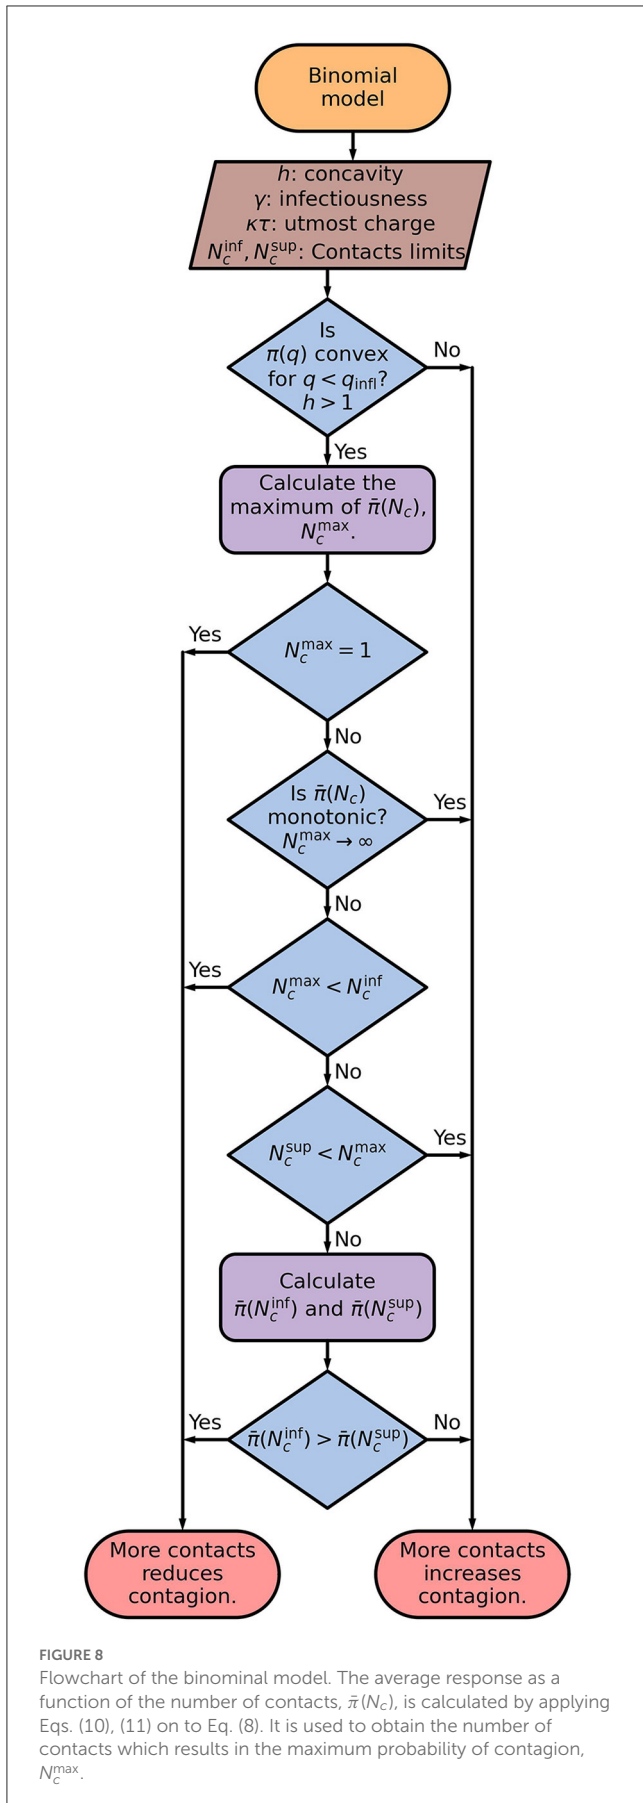 Binomial
model
h: concavity
γ: infectiousness
κτ: utmost charge
N_c^inf, N_c^sup: Contacts limits
Is
π(q) convex
for q < q_infl?
h > 1
No
Yes
Calculate the
maximum of π̄(N_c),
N_c^max.
Yes
N_c^max = 1
No
Is π̄(N_c)
monotonic?
N_c^max → ∞
Yes
No
Yes
N_c^max < N_c^inf
No
N_c^sup < N_c^max
Yes
No
Calculate
π̄(N_c^inf) and π̄(N_c^sup)
Yes
π̄(N_c^inf) > π̄(N_c^sup)
No
More contacts
reduces
contagion.
More contacts
increases
contagion.
FIGURE 8
Flowchart of the binominal model. The average response as a
function of the number of contacts, π̄(N_c), is calculated by applying
Eqs. (10), (11) on to Eq. (8). It is used to obtain the number of
contacts which results in the maximum probability of contagion,
N_c^max.